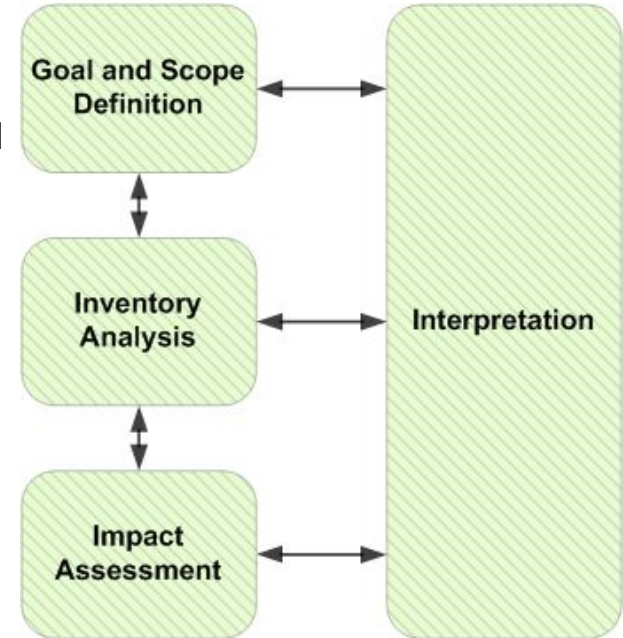 Goal and Scope
Definition
Inventory
Analysis
Interpretation
Impact
Assessment